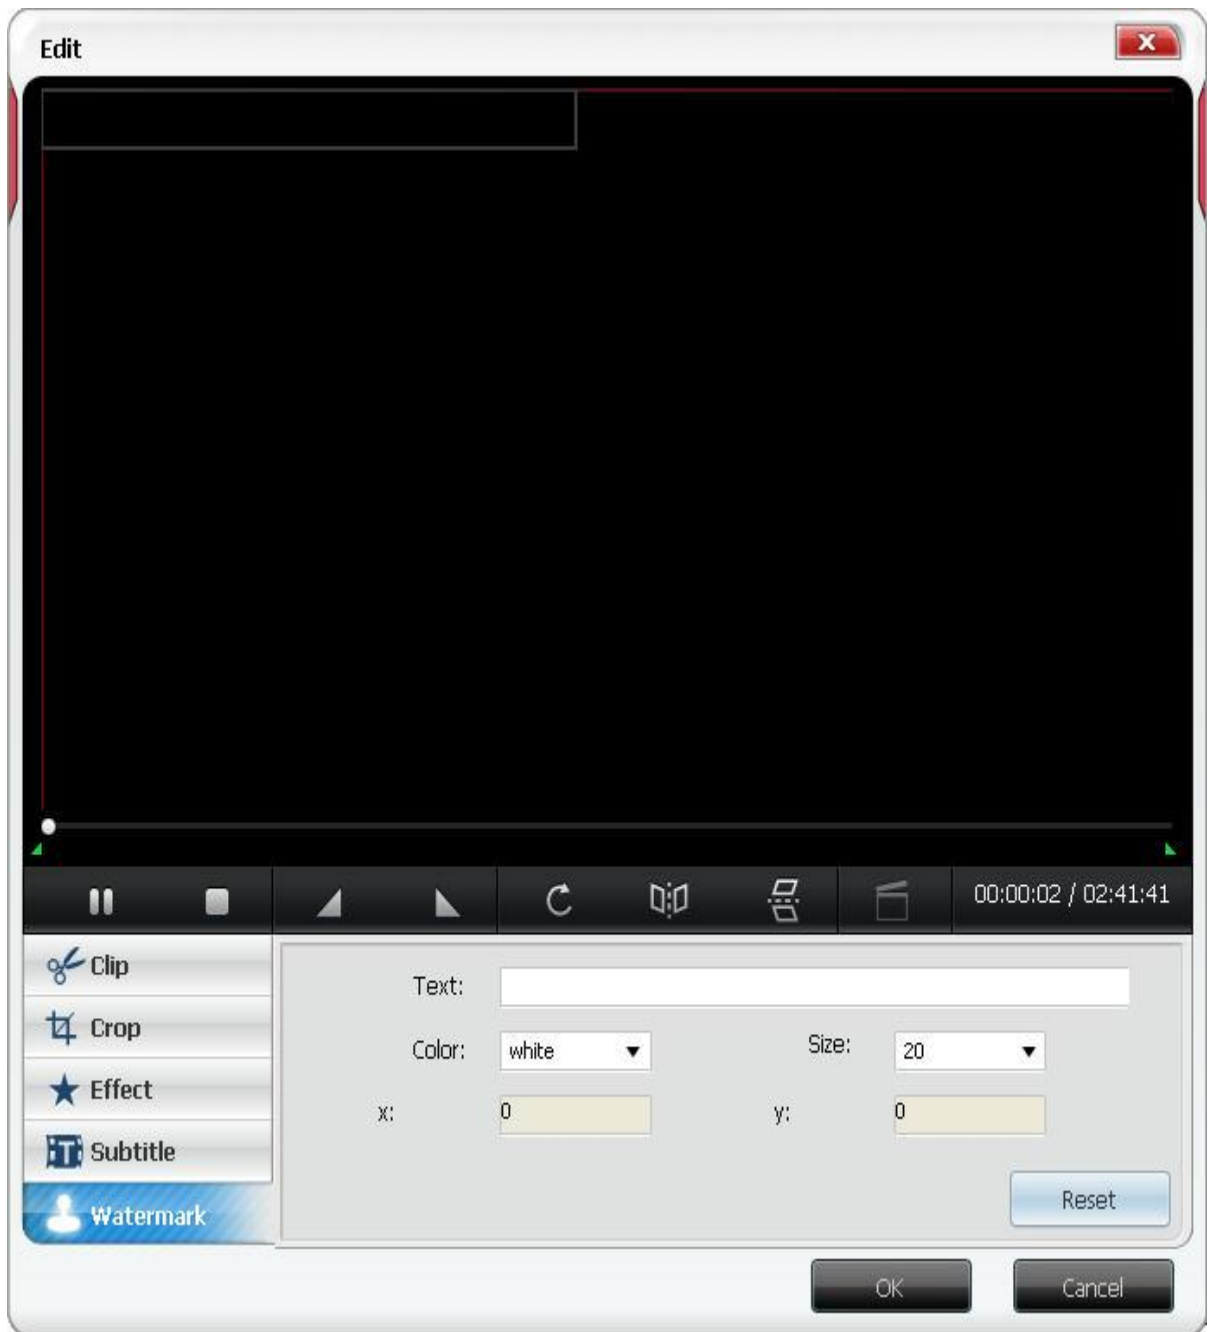 Edit
00:00:02 / 02:41:41
Clip
Crop
Effect
Subtitle
Watermark
Text:
Color: white Size: 20
x: 0 y: 0
Reset
OK Cancel